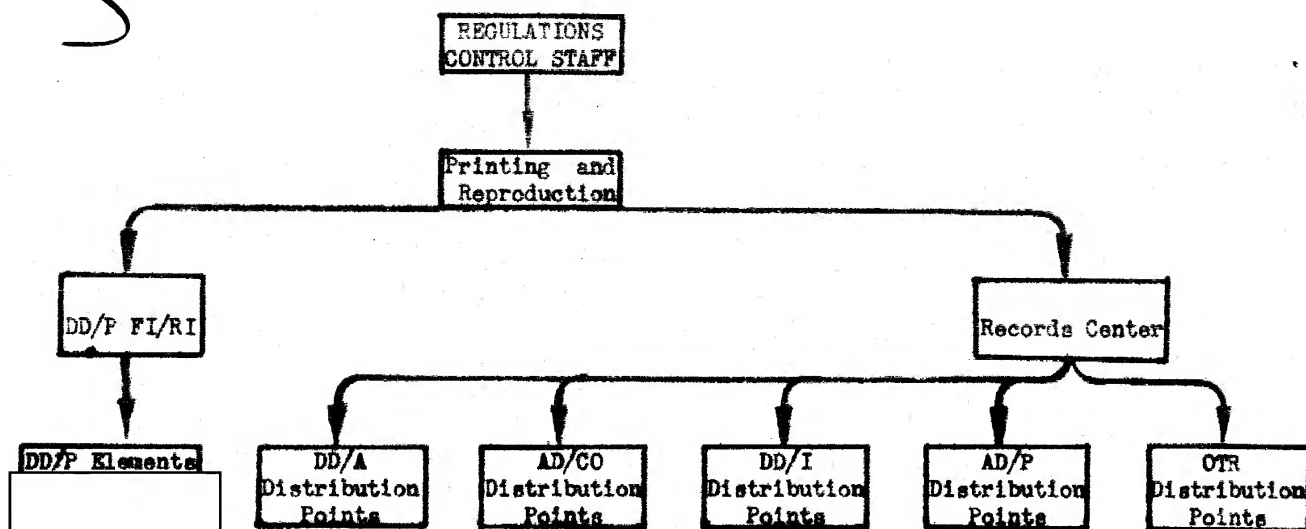 REGULATIONS
CONTROL STAFF
Printing and
Reproduction
DD/P FI/RI
Records Center
DD/P Elements
DD/A
Distribution
Points
AD/CO
Distribution
Points
DD/I
Distribution
Points
AD/P
Distribution
Points
OTR
Distribution
Points